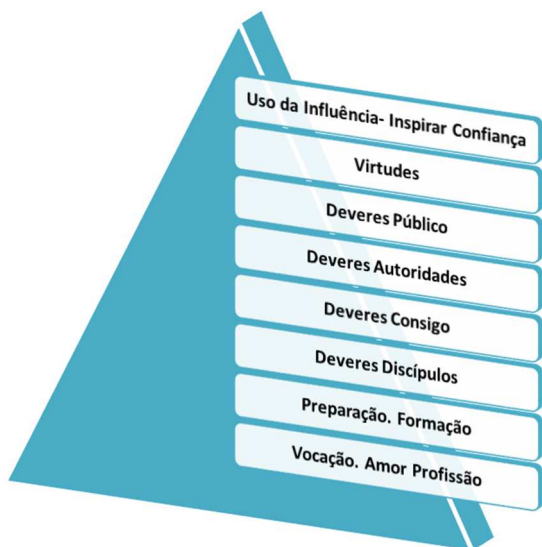 Uso da Influência- Inspirar Confiança
Virtudes
Deveres Público
Deveres Autoridades
Deveres Consigo
Deveres Discípulos
Preparação. Formação
Vocação. Amor Profissão